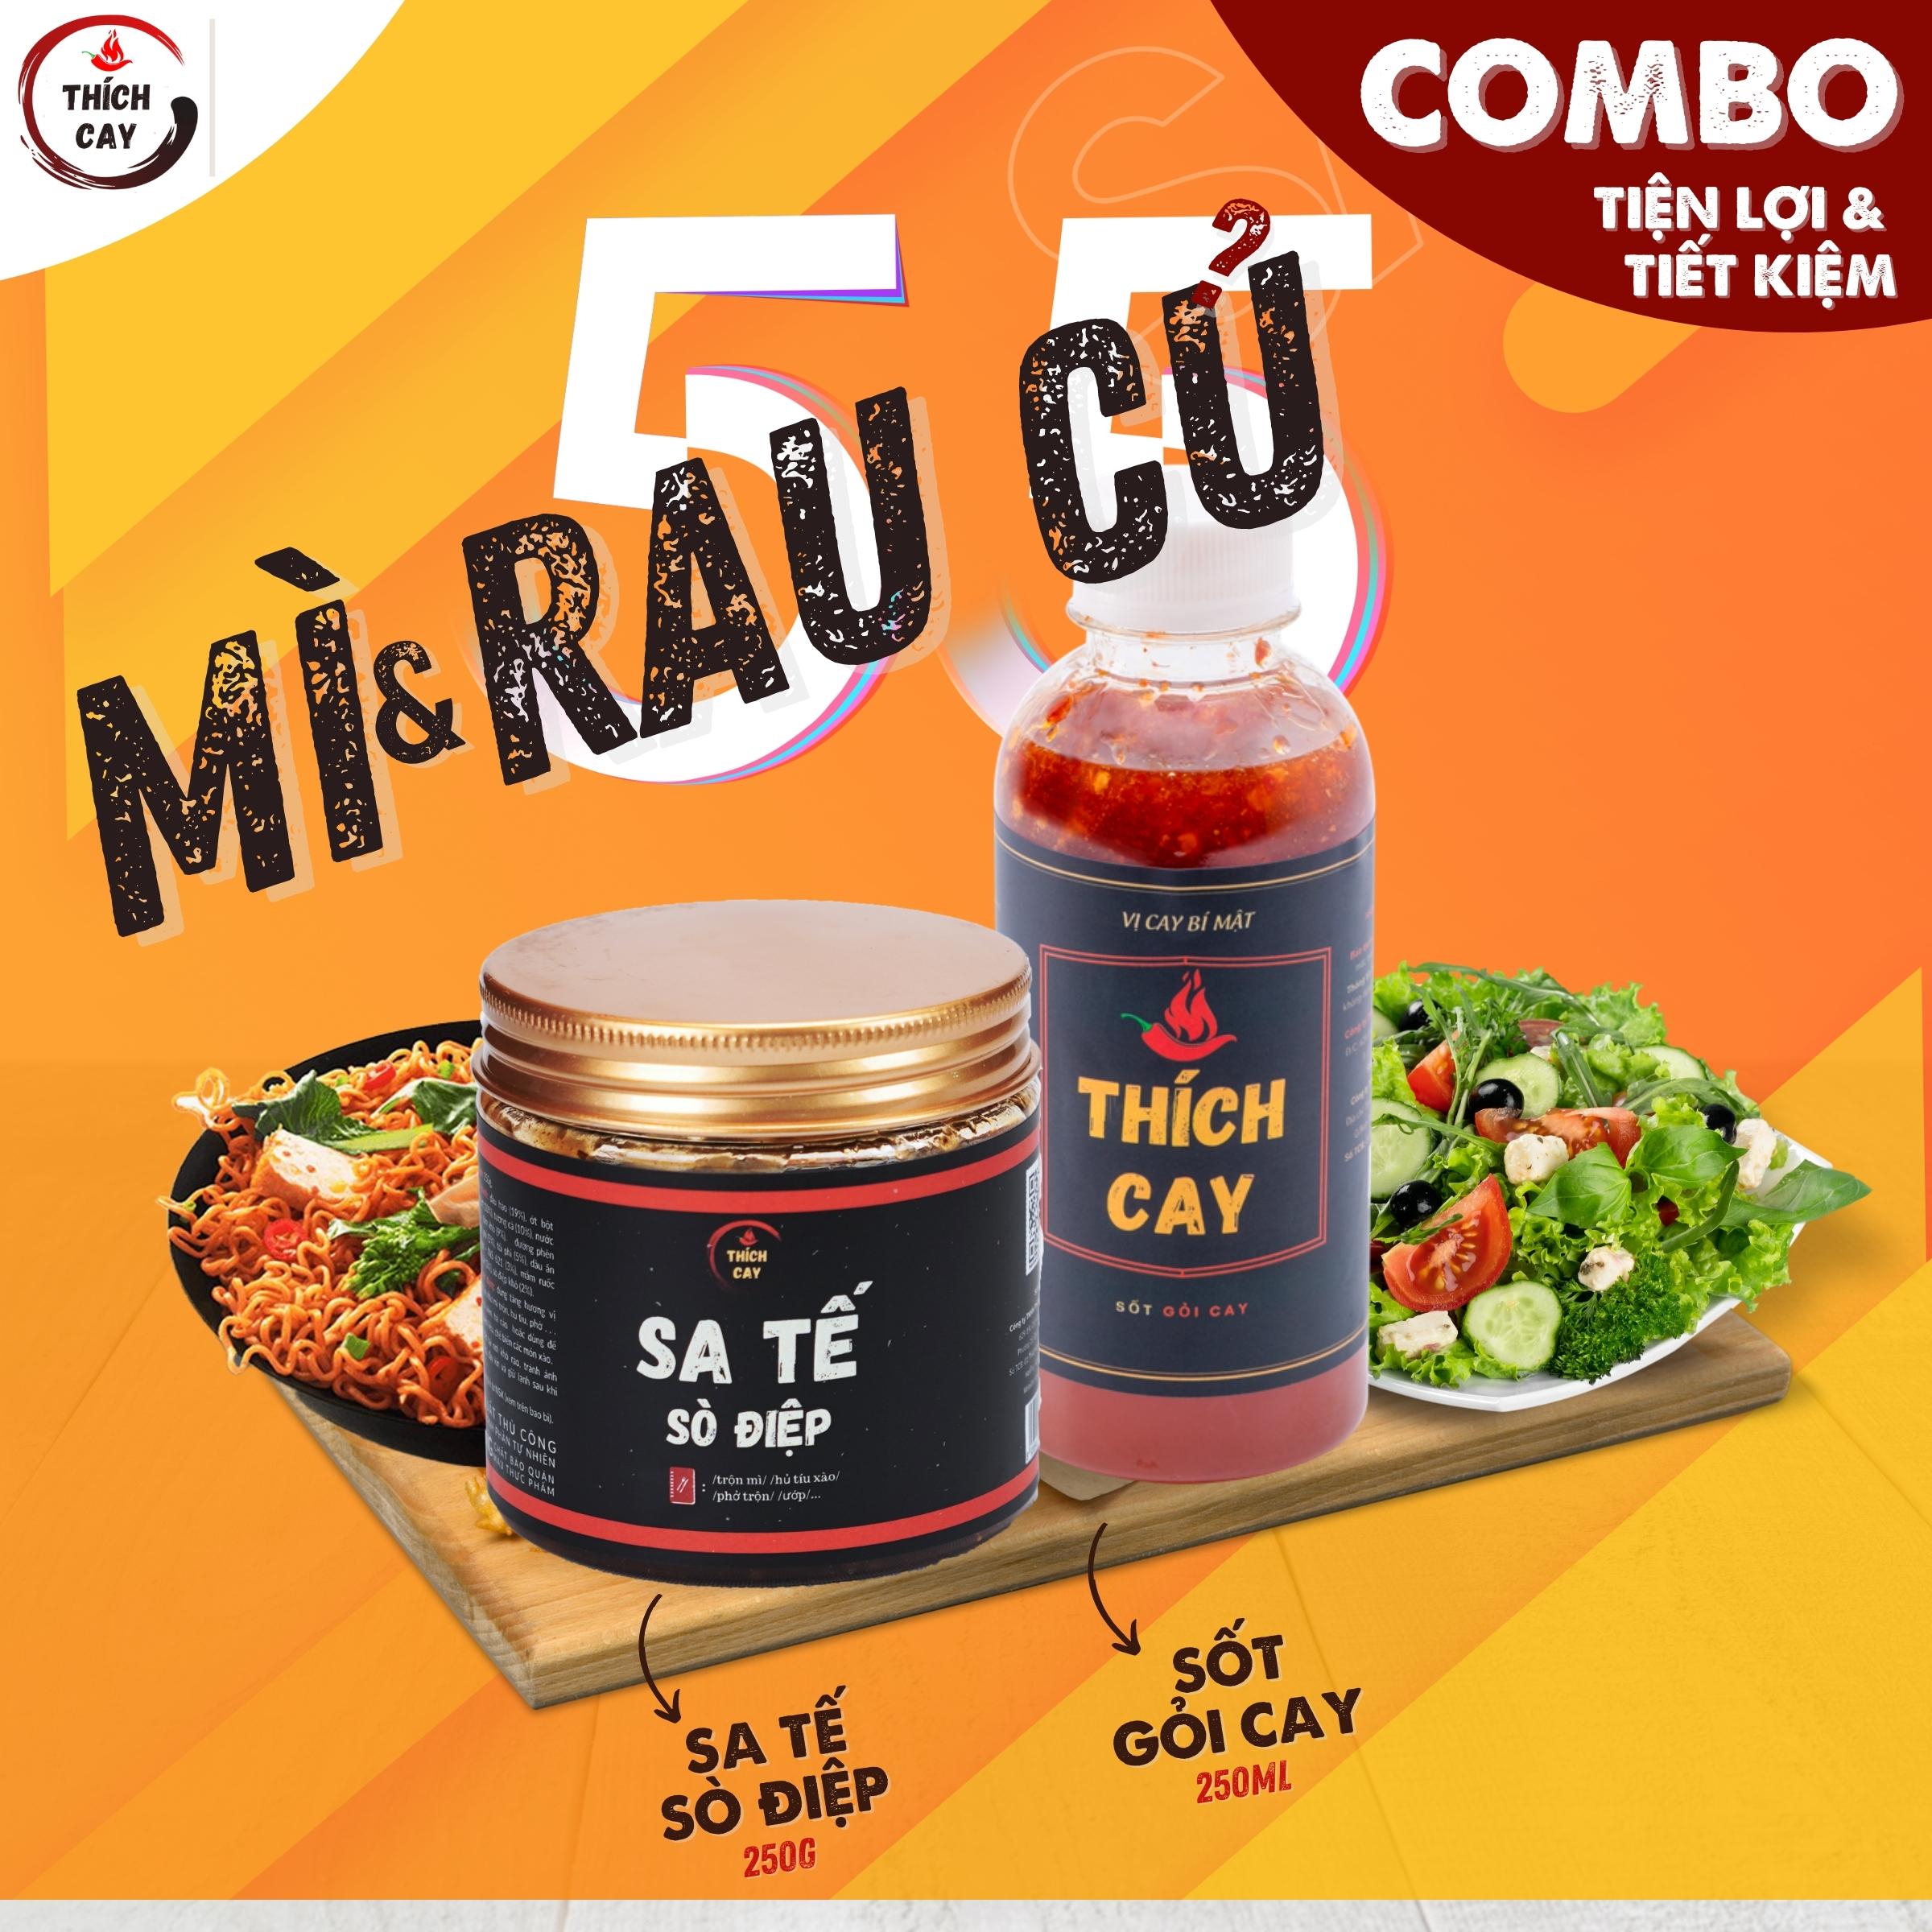 THÍCH
CAY
COMBO
TIỆN LỢI &
TIẾT KIỆM
5 5
MÌ & RAU CỦ
VỊ CAY BÍ MẬT
THÍCH
CAY
SỐT GỎI CAY
THÍCH
CAY
SA TẾ
SÒ ĐIỆP
/trộn mì/ /hủ tíu xào/
/phở trộn/ /ướp/...
SA TẾ
SÒ ĐIỆP
250G
SỐT
GỎI CAY
250ML